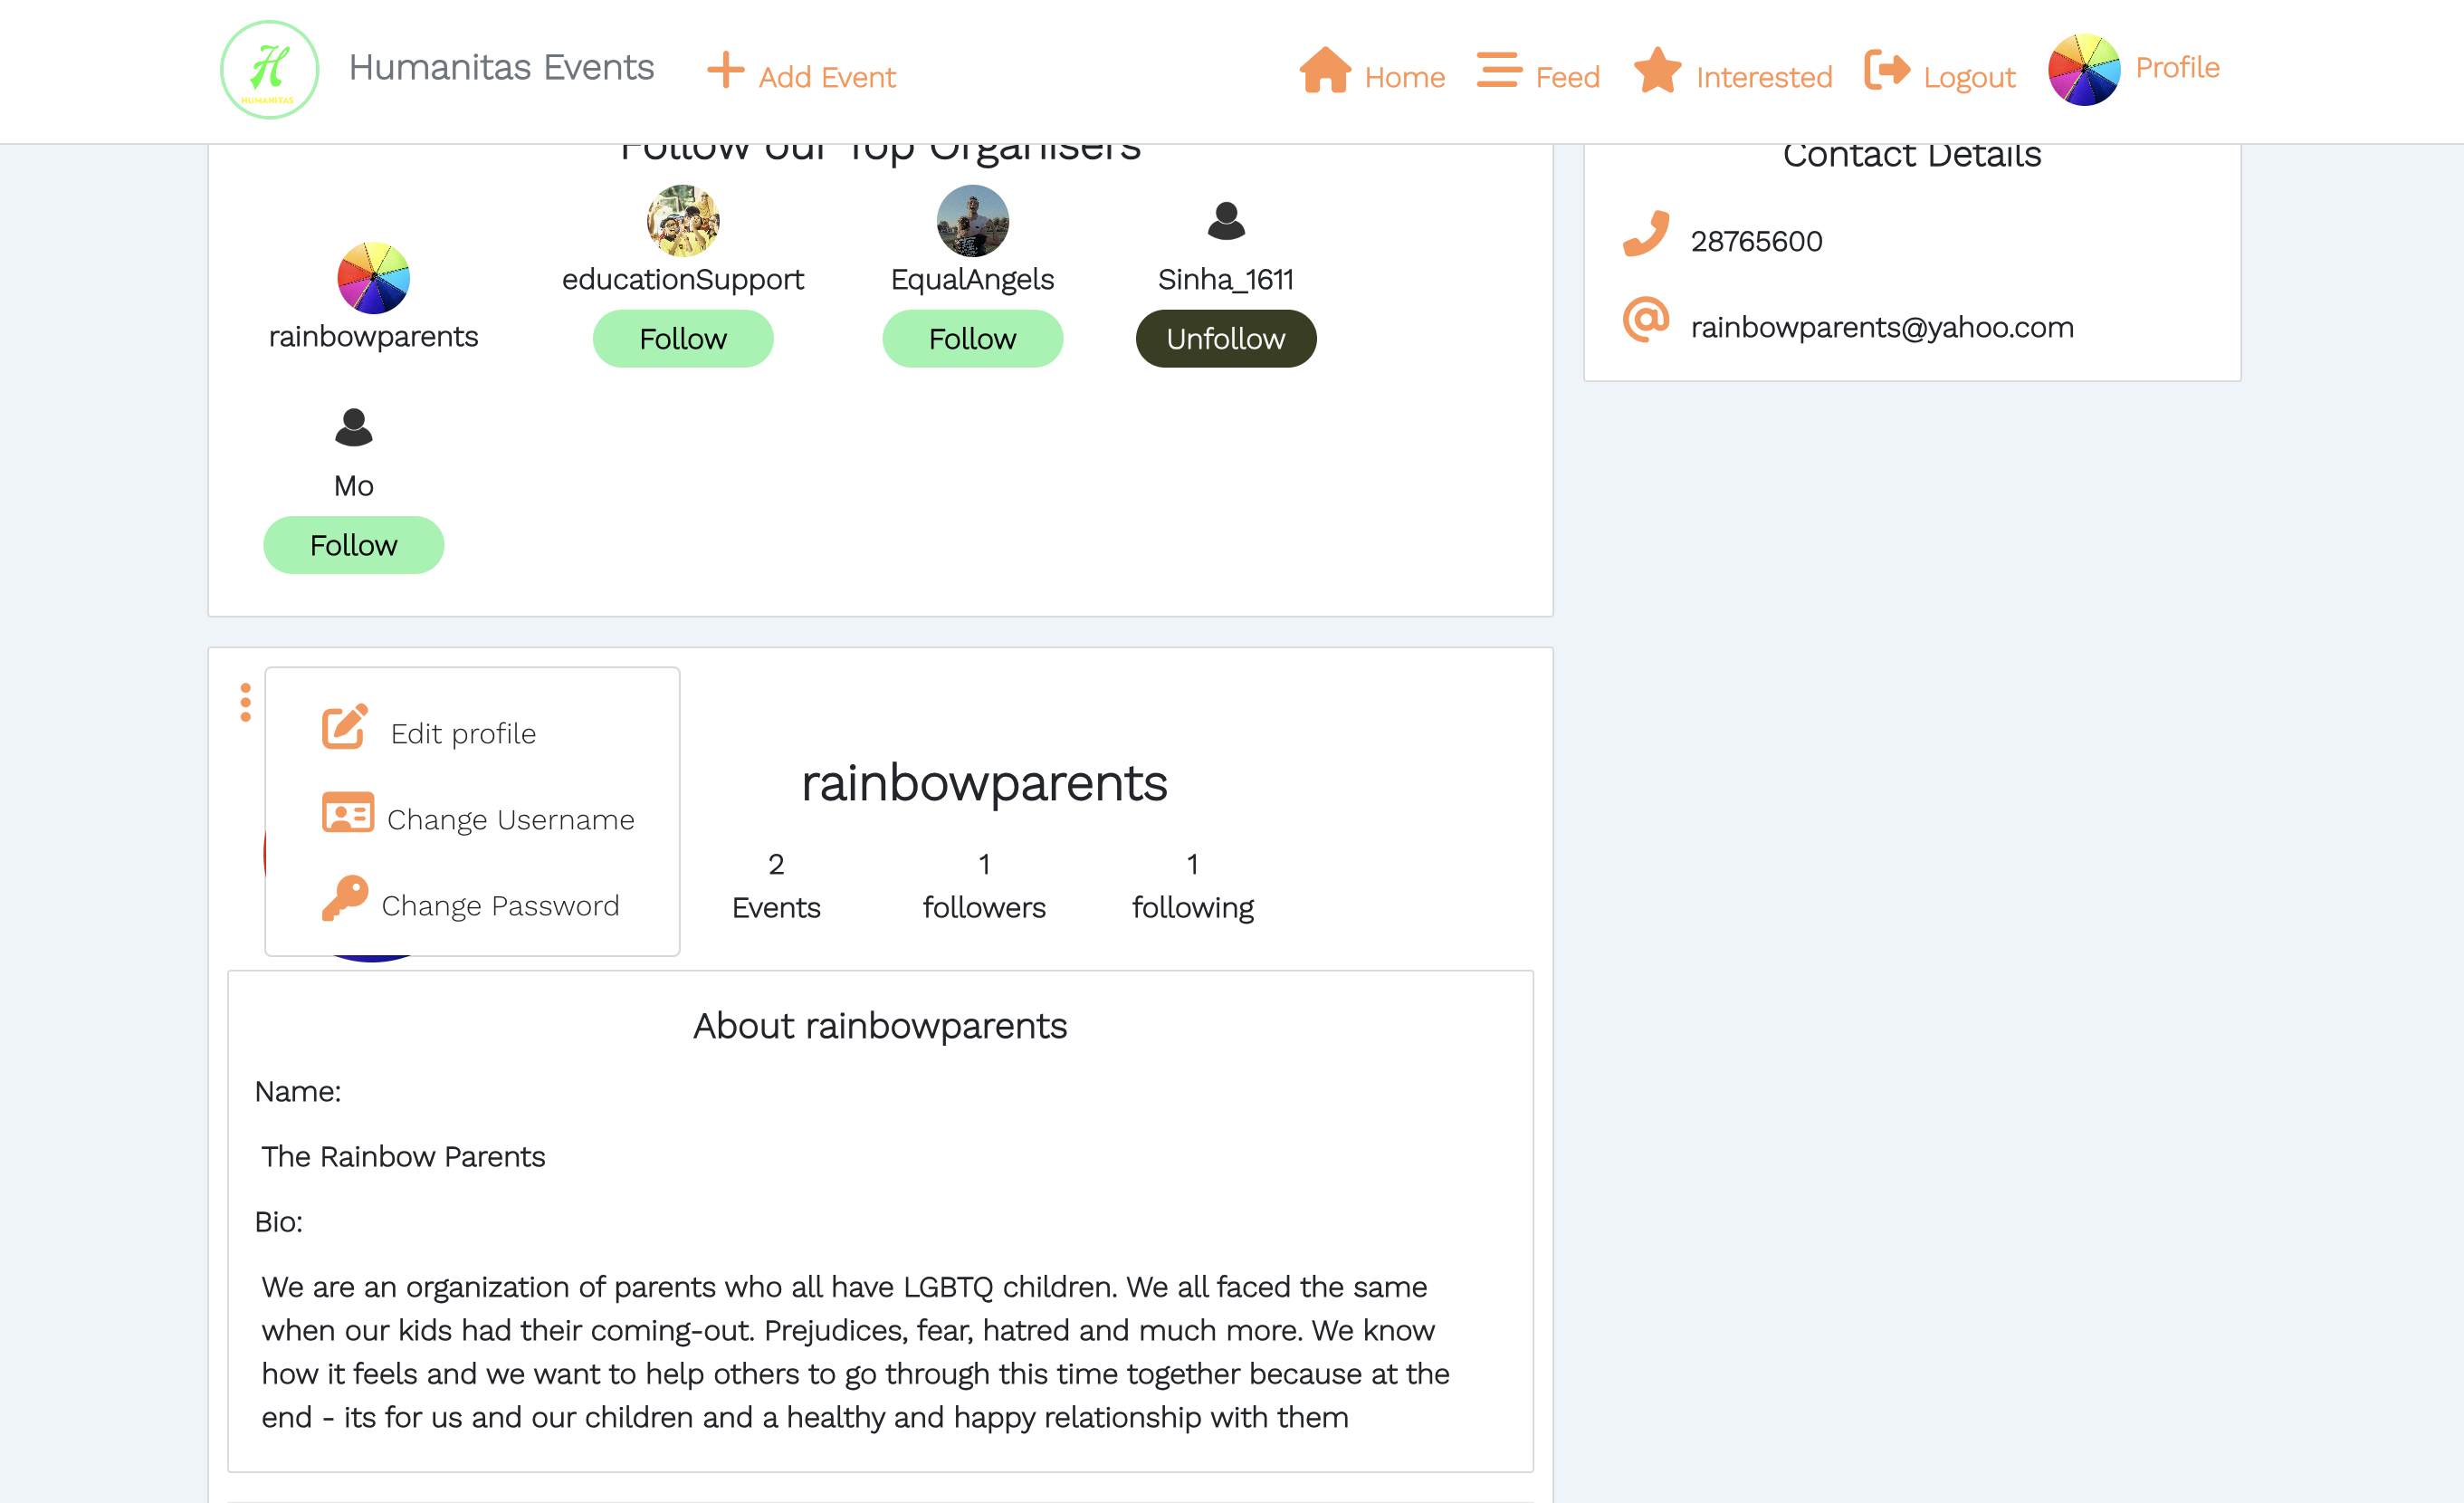 HUMANITAS
Humanitas Events
Add Event
Home
Feed
Interested
Logout
Profile
Follow our Top Organisers
rainbowparents
educationSupport
Follow
EqualAngels
Follow
Sinha_1611
Unfollow
Mo
Follow
Contact Details
28765600
rainbowparents@yahoo.com
Edit profile
Change Username
Change Password
rainbowparents
2
Events
1
followers
1
following
About rainbowparents
Name:
The Rainbow Parents
Bio:
We are an organization of parents who all have LGBTQ children. We all faced the same
when our kids had their coming-out. Prejudices, fear, hatred and much more. We know
how it feels and we want to help others to go through this time together because at the
end - its for us and our children and a healthy and happy relationship with them